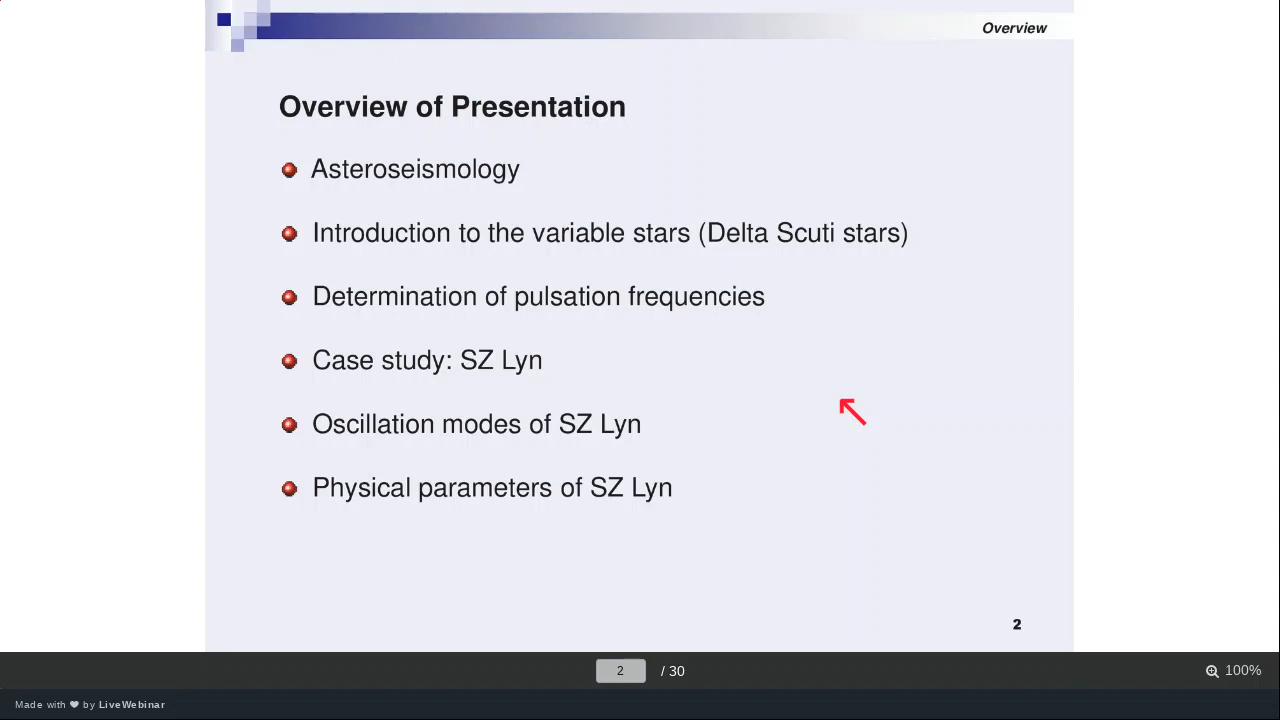 Overview
Overview of Presentation
Asteroseismology
Introduction to the variable stars (Delta Scuti stars)
Determination of pulsation frequencies
Case study: SZ Lyn
Oscillation modes of SZ Lyn
Physical parameters of SZ Lyn
2
2 / 30
100%
Made with ❤ by LiveWebinar